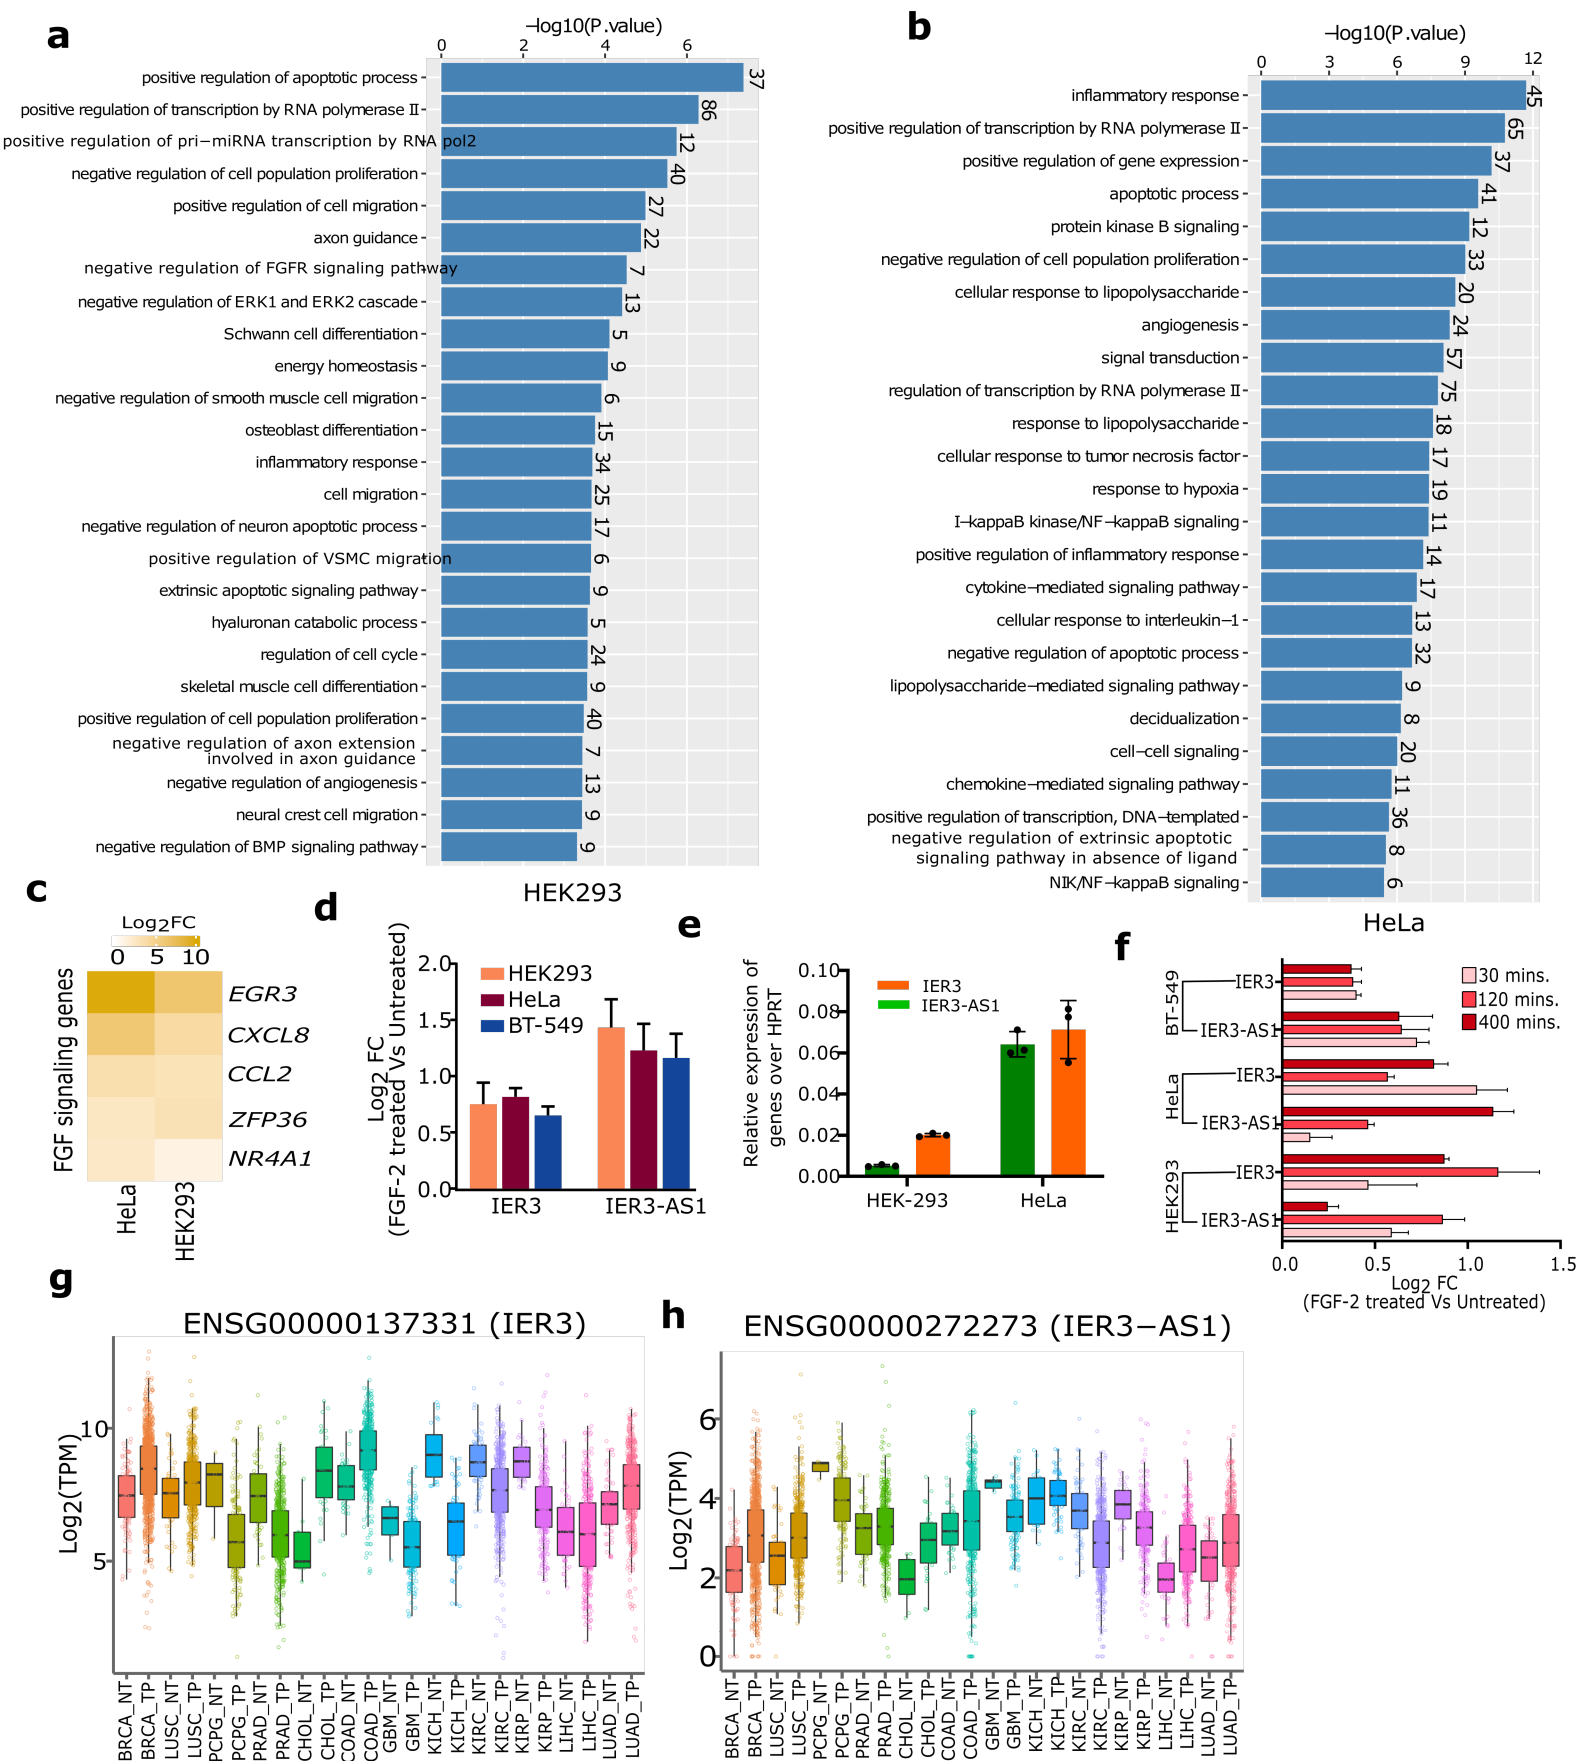 a
−log10(P.value)
0 2 4 6
positive regulation of apoptotic process 37
positive regulation of transcription by RNA polymerase II 86
positive regulation of pri−miRNA transcription by RNA pol2 12
negative regulation of cell population proliferation 40
positive regulation of cell migration 27
axon guidance 22
negative regulation of FGFR signaling pathway 7
negative regulation of ERK1 and ERK2 cascade 13
Schwann cell differentiation 5
energy homeostasis 9
negative regulation of smooth muscle cell migration 6
osteoblast differentiation 15
inflammatory response 34
cell migration 25
negative regulation of neuron apoptotic process 17
positive regulation of VSMC migration 6
extrinsic apoptotic signaling pathway 9
hyaluronan catabolic process 5
regulation of cell cycle 24
skeletal muscle cell differentiation 9
positive regulation of cell population proliferation 40
negative regulation of axon extension
involved in axon guidance 7
negative regulation of angiogenesis 13
neural crest cell migration 9
negative regulation of BMP signaling pathway 9
HEK293
b
−log10(P.value)
0 3 6 9 12
inflammatory response 45
positive regulation of transcription by RNA polymerase II 65
positive regulation of gene expression 37
apoptotic process 41
protein kinase B signaling 12
negative regulation of cell population proliferation 33
cellular response to lipopolysaccharide 20
angiogenesis 24
signal transduction 57
regulation of transcription by RNA polymerase II 75
response to lipopolysaccharide 18
cellular response to tumor necrosis factor 17
response to hypoxia 19
I−kappaB kinase/NF−kappaB signaling 11
positive regulation of inflammatory response 14
cytokine−mediated signaling pathway 17
cellular response to interleukin−1 13
negative regulation of apoptotic process 32
lipopolysaccharide−mediated signaling pathway 9
decidualization 8
cell−cell signaling 20
chemokine−mediated signaling pathway 11
positive regulation of transcription, DNA−templated 36
negative regulation of extrinsic apoptotic
signaling pathway in absence of ligand 8
NIK/NF−kappaB signaling 6
HeLa
c
Log2FC
0 5 10
FGF signaling genes
EGR3
CXCL8
CCL2
ZFP36
NR4A1
HeLa
HEK293
d
Log2 FC
(FGF-2 treated Vs Untreated)
2.0
1.5
1.0
0.5
0.0
HEK293
HeLa
BT-549
IER3 IER3-AS1
e
Relative expression of
genes over HPRT
0.10
0.08
0.06
0.04
0.02
0.00
IER3
IER3-AS1
HEK-293 HeLa
f
BT-549
IER3
IER3-AS1
HeLa
IER3
IER3-AS1
HEK293
IER3
IER3-AS1
30 mins.
120 mins.
400 mins.
0.0 0.5 1.0 1.5
Log2 FC
(FGF-2 treated Vs Untreated)
g
ENSG00000137331 (IER3)
Log2(TPM)
10
5
BRCA_NT
BRCA_TP
LUSC_NT
LUSC_TP
PCPG_NT
PCPG_TP
PRAD_NT
PRAD_TP
CHOL_NT
CHOL_TP
COAD_NT
COAD_TP
GBM_NT
GBM_TP
KICH_NT
KICH_TP
KIRC_NT
KIRC_TP
KIRP_NT
KIRP_TP
LIHC_NT
LIHC_TP
LUAD_NT
LUAD_TP
h
ENSG00000272273 (IER3−AS1)
Log2(TPM)
6
4
2
0
BRCA_NT
BRCA_TP
LUSC_NT
LUSC_TP
PCPG_NT
PCPG_TP
PRAD_NT
PRAD_TP
CHOL_NT
CHOL_TP
COAD_NT
COAD_TP
GBM_NT
GBM_TP
KICH_NT
KICH_TP
KIRC_NT
KIRC_TP
KIRP_NT
KIRP_TP
LIHC_NT
LIHC_TP
LUAD_NT
LUAD_TP